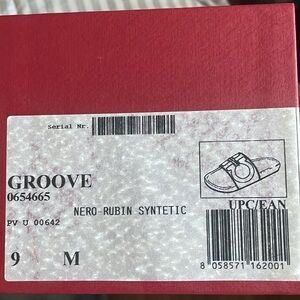 Serial Nr.
GROOVE
0654665
UPC/EAN
NERO-RUBIN SYNTETIC
PV U 00642
9 M
8 058571 162001